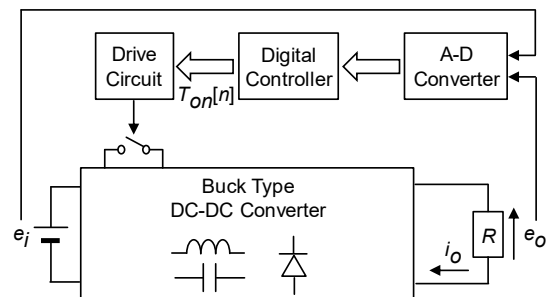 Drive
Circuit
Digital
Controller
A-D
Converter
Ton[n]
Buck Type
DC-DC Converter
ei
R
eo
io